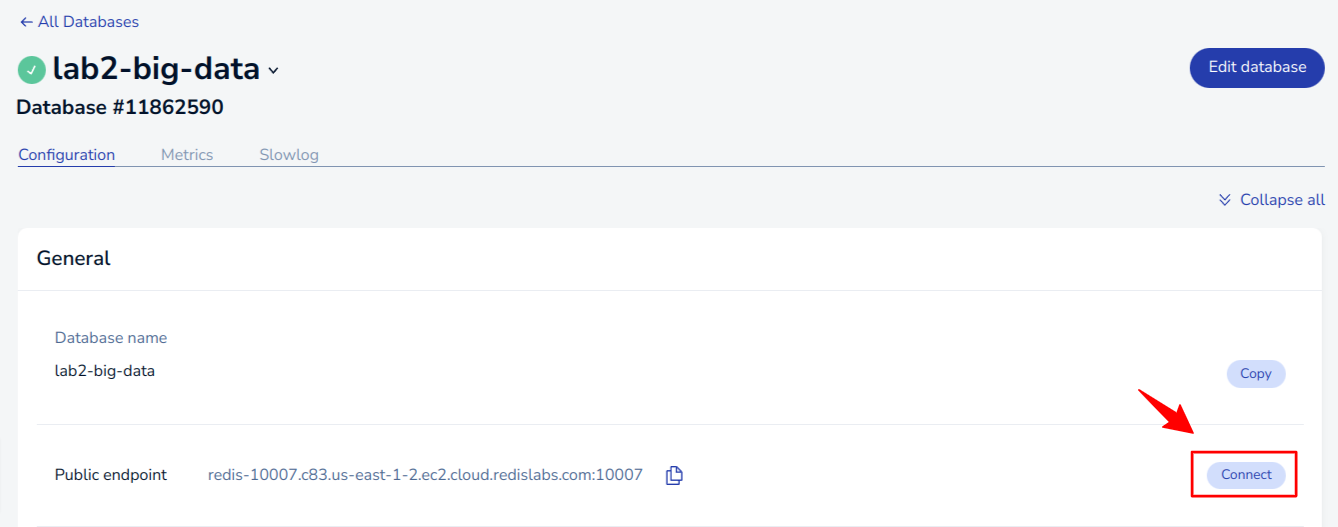 ← All Databases
lab2-big-data
Edit database
Database #11862590
Configuration Metrics Slowlog
Collapse all
General
Database name
lab2-big-data
Copy
Public endpoint redis-10007.c83.us-east-1-2.ec2.cloud.redislabs.com:10007 Connect